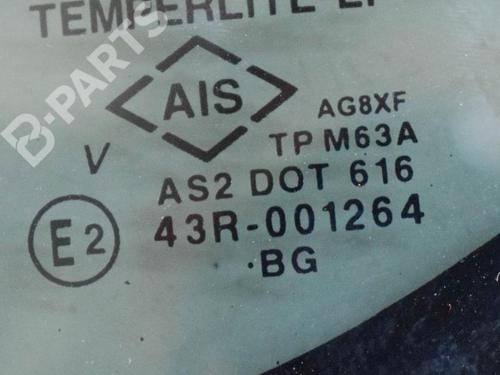 TEMPERLITE
AIS
AG8XF
TP M63A
V
AS2 DOT 616
E2
43R-001264
.BG
B-PARTS